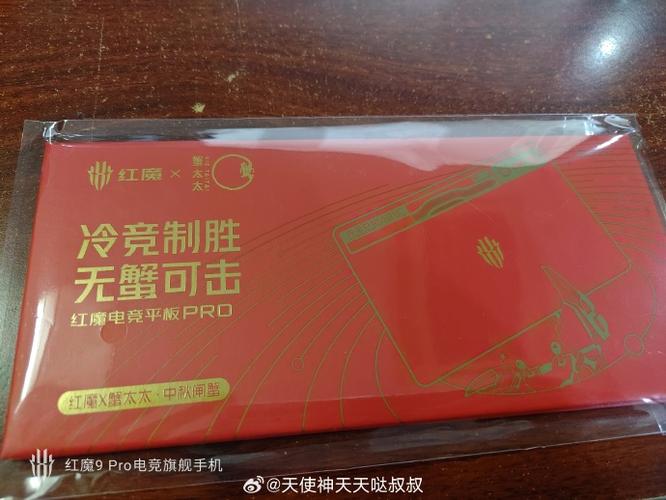 红魔 × 蟹太太
冷竞制胜
无蟹可击
红魔电竞平板PRO
红魔X蟹太太·中秋闸蟹
红魔9 Pro电竞旗舰手机
@天使神天天哒叔叔